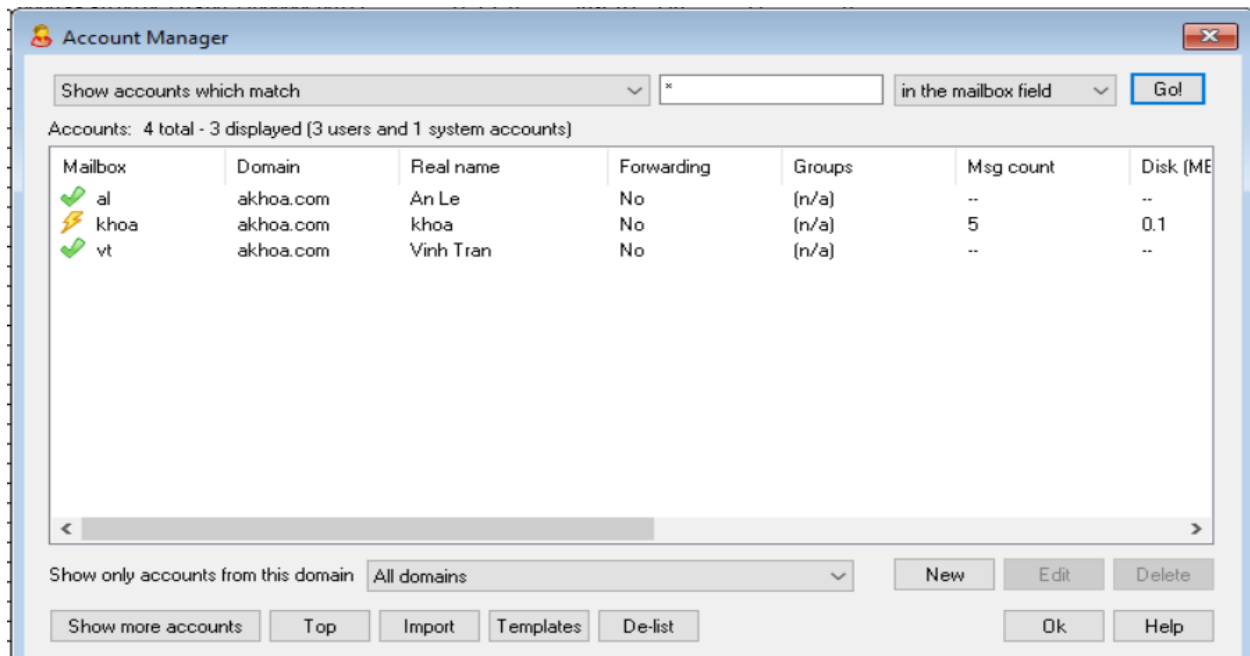 Account Manager
Show accounts which match * in the mailbox field Go!
Accounts: 4 total - 3 displayed (3 users and 1 system accounts)
Mailbox Domain Real name Forwarding Groups Msg count Disk (ME
al akhoa.com An Le No (n/a) -- --
khoa akhoa.com khoa No (n/a) 5 0.1
vt akhoa.com Vinh Tran No (n/a) -- --
Show only accounts from this domain All domains New Edit Delete
Show more accounts Top Import Templates De-list Ok Help